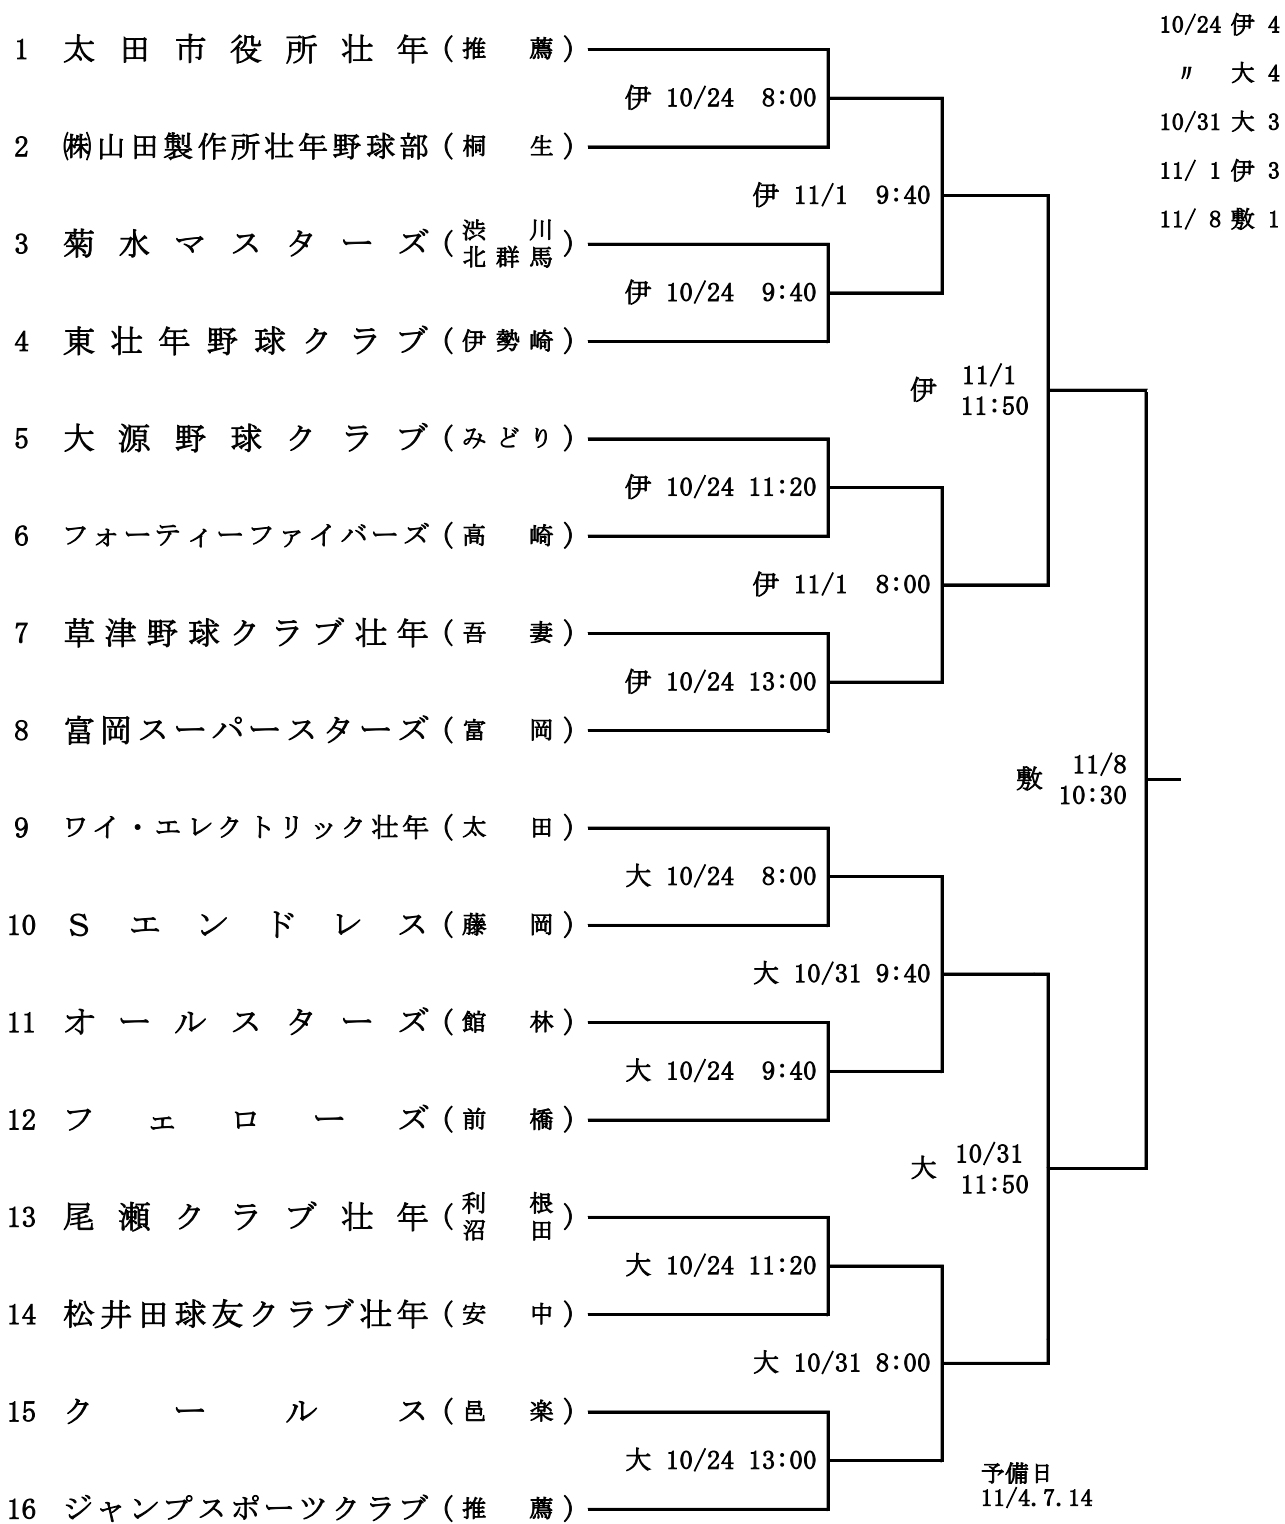 10/24 伊 4
〃 大 4
10/31 大 3
11/ 1 伊 3
11/ 8 敷 1
1 太田市役所壮年(推薦)
伊 10/24 8:00
2 ㈱山田製作所壮年野球部(桐生)
伊 11/1 9:40
3 菊水マスターズ(渋川北群馬)
伊 10/24 9:40
4 東壮年野球クラブ(伊勢崎)
伊 11/1
11:50
5 大源野球クラブ(みどり)
伊 10/24 11:20
6 フォーティーファイバーズ(高崎)
伊 11/1 8:00
7 草津野球クラブ壮年(吾妻)
伊 10/24 13:00
8 富岡スーパースターズ(富岡)
敷 11/8
10:30
9 ワイ・エレクトリック壮年(太田)
大 10/24 8:00
10 Sエンドレス(藤岡)
大 10/31 9:40
11 オールスターズ(館林)
大 10/24 9:40
12 フェローズ(前橋)
大 10/31
11:50
13 尾瀬クラブ壮年(利根沼田)
大 10/24 11:20
14 松井田球友クラブ壮年(安中)
大 10/31 8:00
15 クールス(邑楽)
大 10/24 13:00
16 ジャンプスポーツクラブ(推薦)
予備日
11/4.7.14